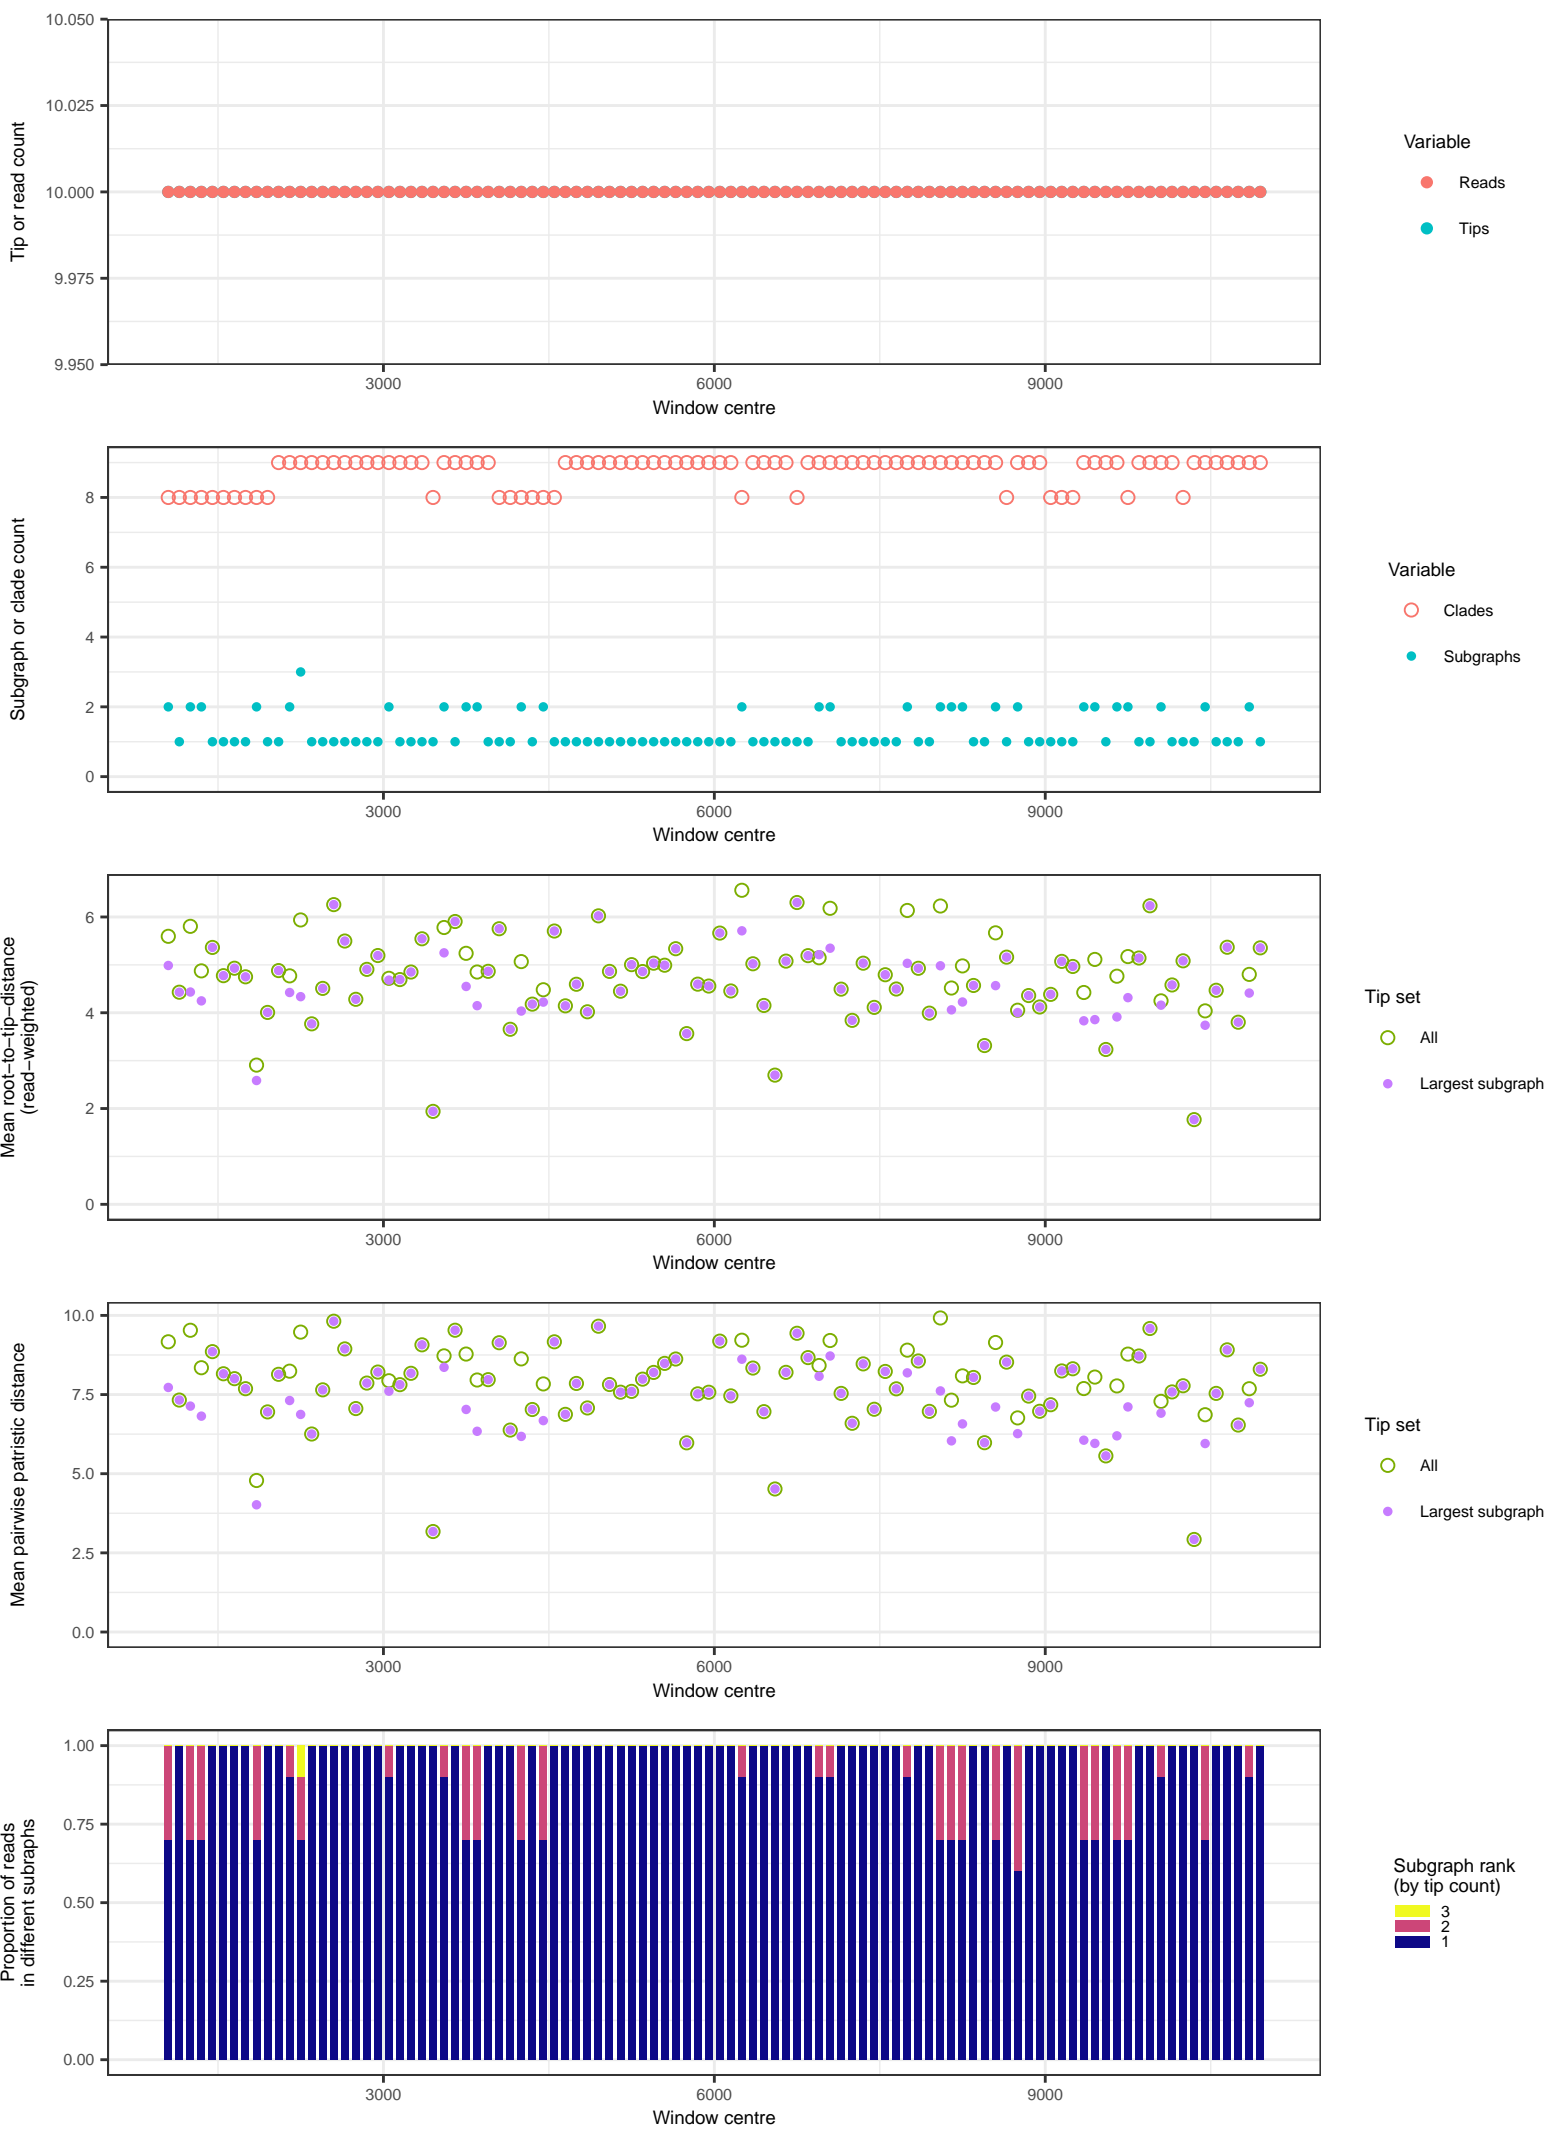 10.050
10.025
10.000
9.975
9.950
Tip or read count
3000 6000 9000
Window centre
Variable
Reads
Tips
8
6
4
2
0
Subgraph or clade count
3000 6000 9000
Window centre
Variable
Clades
Subgraphs
6
4
2
0
Mean root−to−tip−distance
(read−weighted)
3000 6000 9000
Window centre
Tip set
All
Largest subgraph
10.0
7.5
5.0
2.5
0.0
Mean pairwise patristic distance
3000 6000 9000
Window centre
Tip set
All
Largest subgraph
1.00
0.75
0.50
0.25
0.00
Proportion of reads
in different subraphs
3000 6000 9000
Window centre
Subgraph rank
(by tip count)
3
2
1